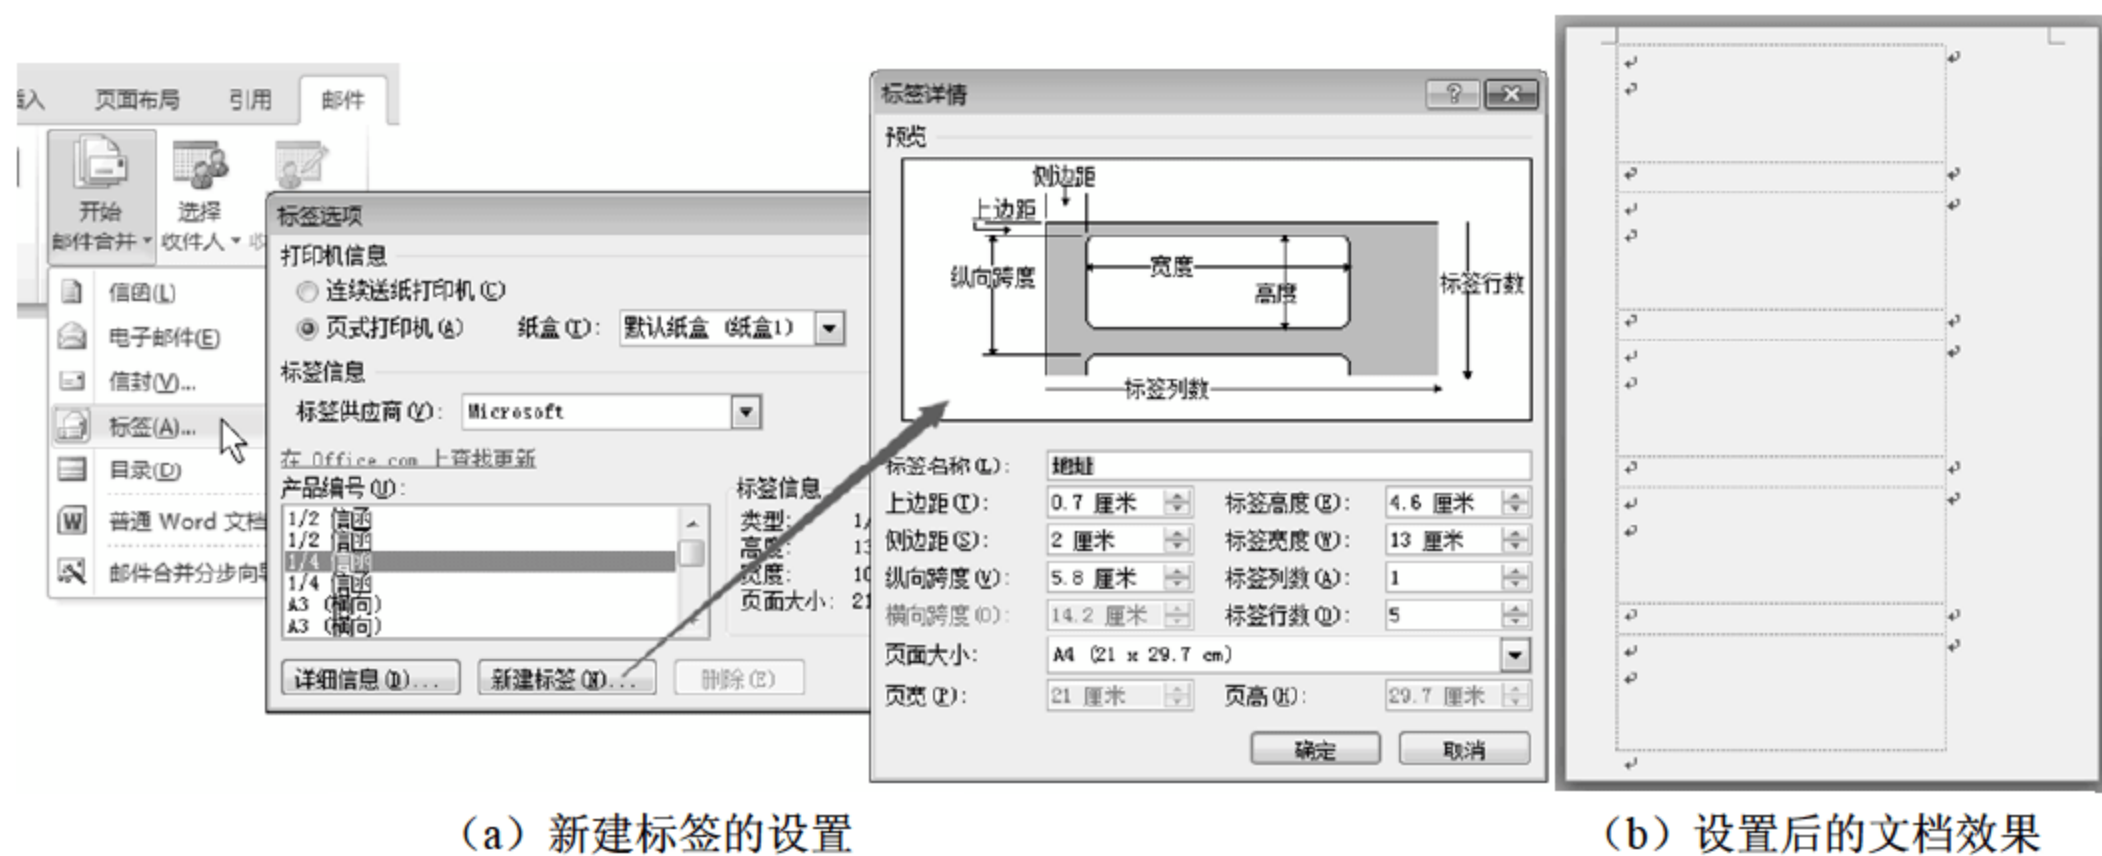 页面布局 引用 邮件
开始
邮件合并
选择
收件人
信函(L)
电子邮件(E)
信封(V)...
标签(A)...
目录(D)
普通 Word 文档
邮件合并分步向导
标签选项
打印机信息
连续送纸打印机(C)
页式打印机(A) 纸盒(T): 默认纸盒 (纸盒1)
标签信息
标签供应商(V): Microsoft
在 Office.com 上查找更新
产品编号(U):
1/2 信函
1/2 信函
1/4 信函
1/4 信函
A3 (横向)
A3 (横向)
标签信息
类型: 1/
高度: 13
宽度: 10
页面大小: 21
详细信息(D)... 新建标签(N)... 删除(E)
标签详情
预览
侧边距
上边距
纵向跨度
宽度
高度
标签行数
标签列数
标签名称(L): 地址
上边距(T): 0.7 厘米 标签高度(E): 4.6 厘米
侧边距(S): 2 厘米 标签宽度(W): 13 厘米
纵向跨度(V): 5.8 厘米 标签列数(A): 1
横向跨度(O): 14.2 厘米 标签行数(D): 5
页面大小: A4 (21 x 29.7 cm)
页宽(P): 21 厘米 页高(H): 29.7 厘米
确定 取消
（a）新建标签的设置
（b）设置后的文档效果